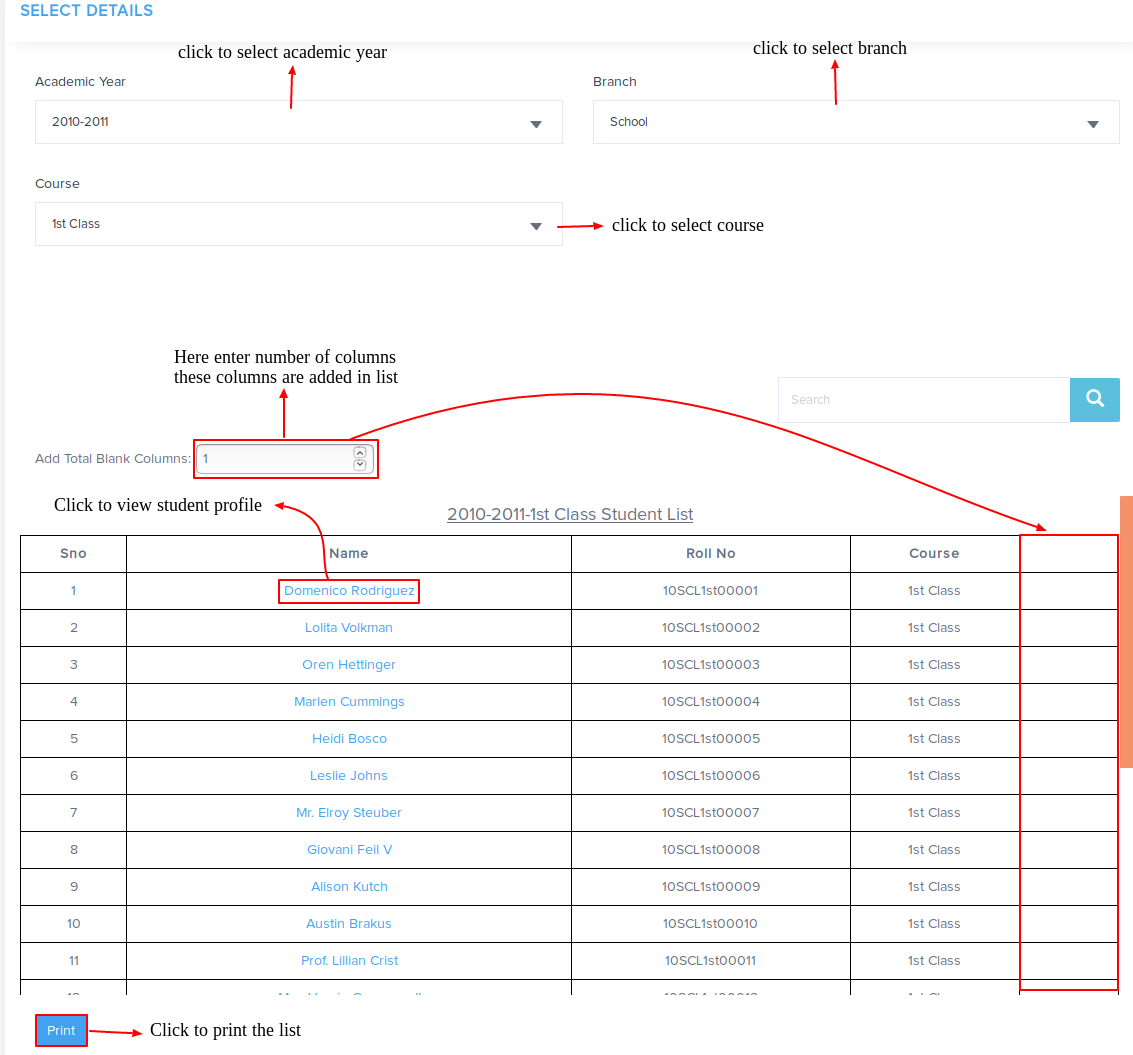 SELECT DETAILS
click to select academic year
click to select branch
Academic Year
Branch
2010-2011
School
Course
1st Class
click to select course
Here enter number of columns
these columns are added in list
Search
Add Total Blank Columns: 1
Click to view student profile
2010-2011-1st Class Student List
Sno Name Roll No Course
1 Domenico Rodriguez 10SCL1st00001 1st Class
2 Lolita Volkman 10SCL1st00002 1st Class
3 Oren Hettinger 10SCL1st00003 1st Class
4 Marlen Cummings 10SCL1st00004 1st Class
5 Heidi Bosco 10SCL1st00005 1st Class
6 Leslie Johns 10SCL1st00006 1st Class
7 Mr. Elroy Steuber 10SCL1st00007 1st Class
8 Giovani Feil V 10SCL1st00008 1st Class
9 Alison Kutch 10SCL1st00009 1st Class
10 Austin Brakus 10SCL1st00010 1st Class
11 Prof. Lillian Crist 10SCL1st00011 1st Class
Print
Click to print the list